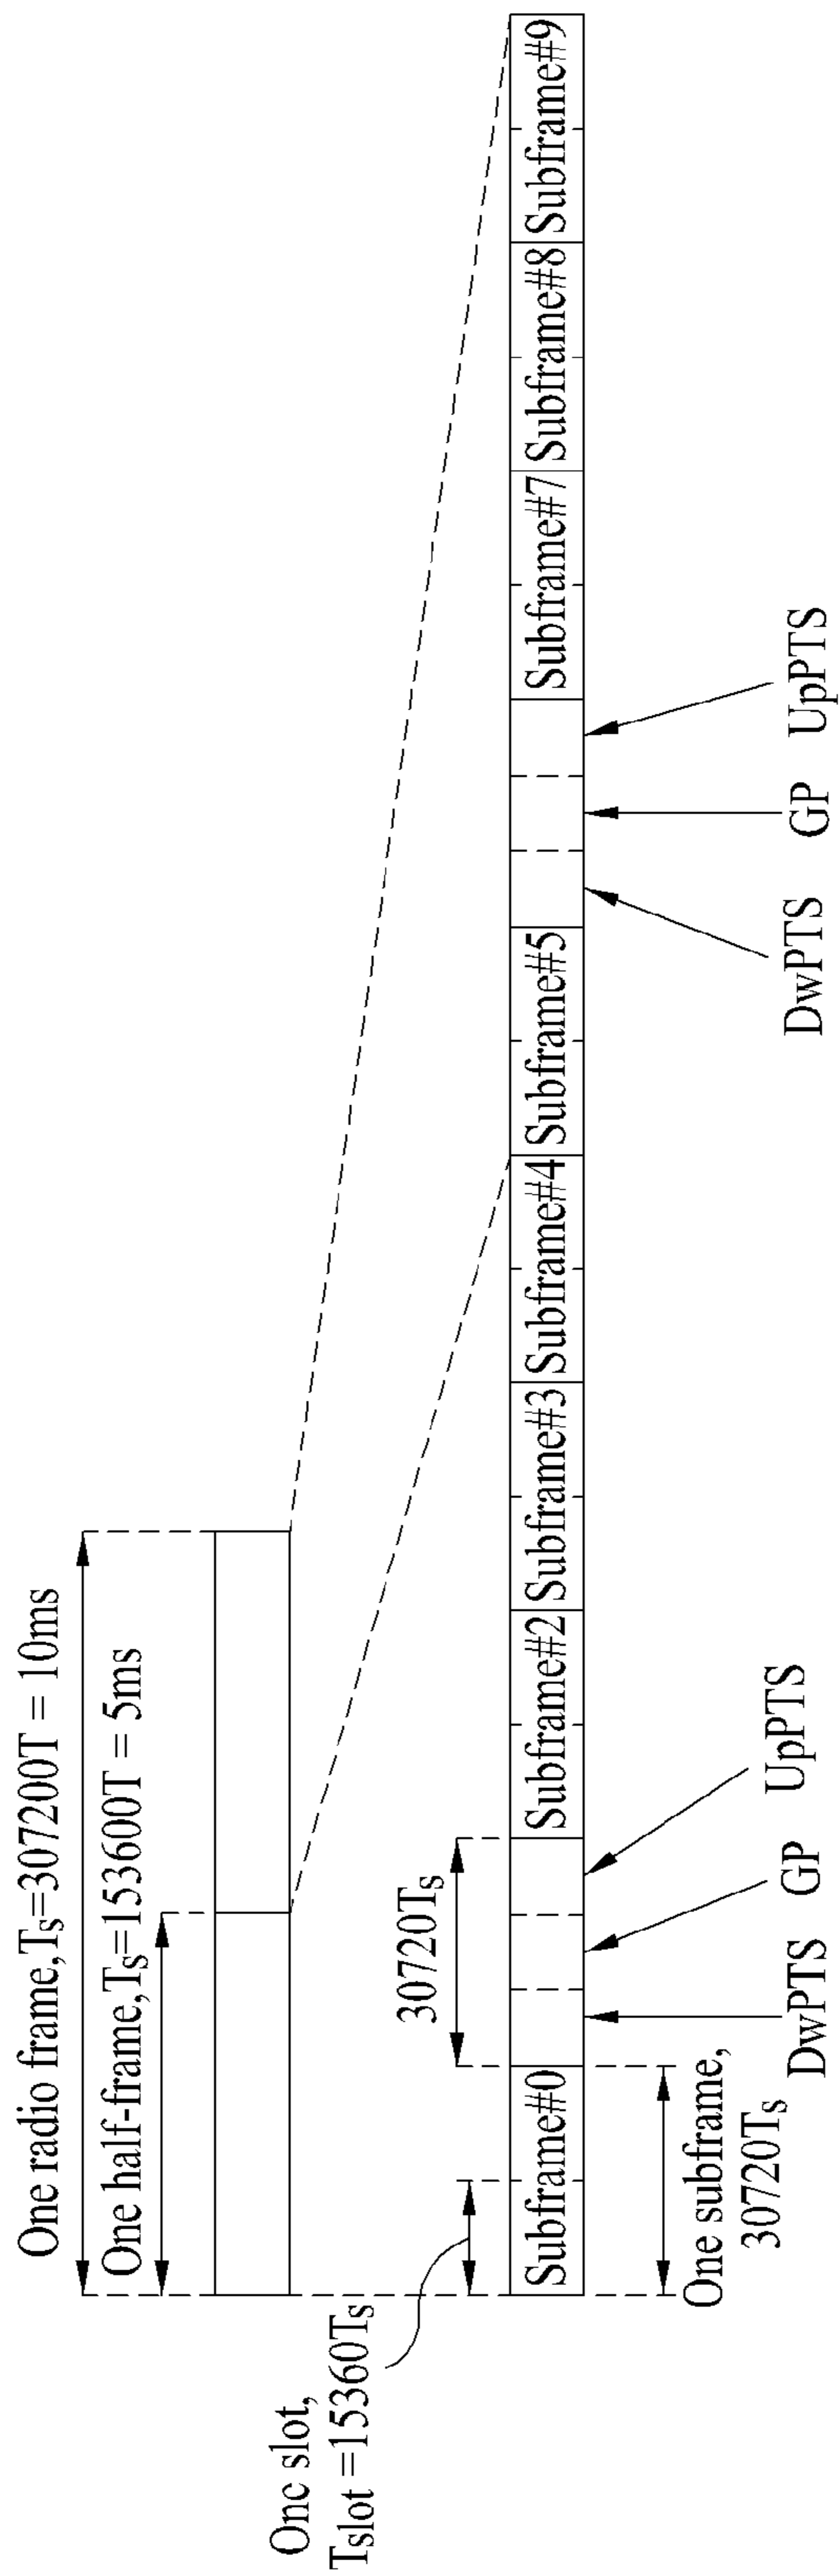 One radio frame,Ts=307200T = 10ms
One half-frame,Ts=153600T = 5ms
Onc slot,
Tslot =15360Ts
30720Ts
Subframe#0
Subframe#2
Subframe#3
Subframe#4
Subframe#5
Subframe#7
Subframe#8
Subframe#9
One subframe,
30720Ts
DwPTS
GP
UpPTS
DwPTS
GP
UpPTS